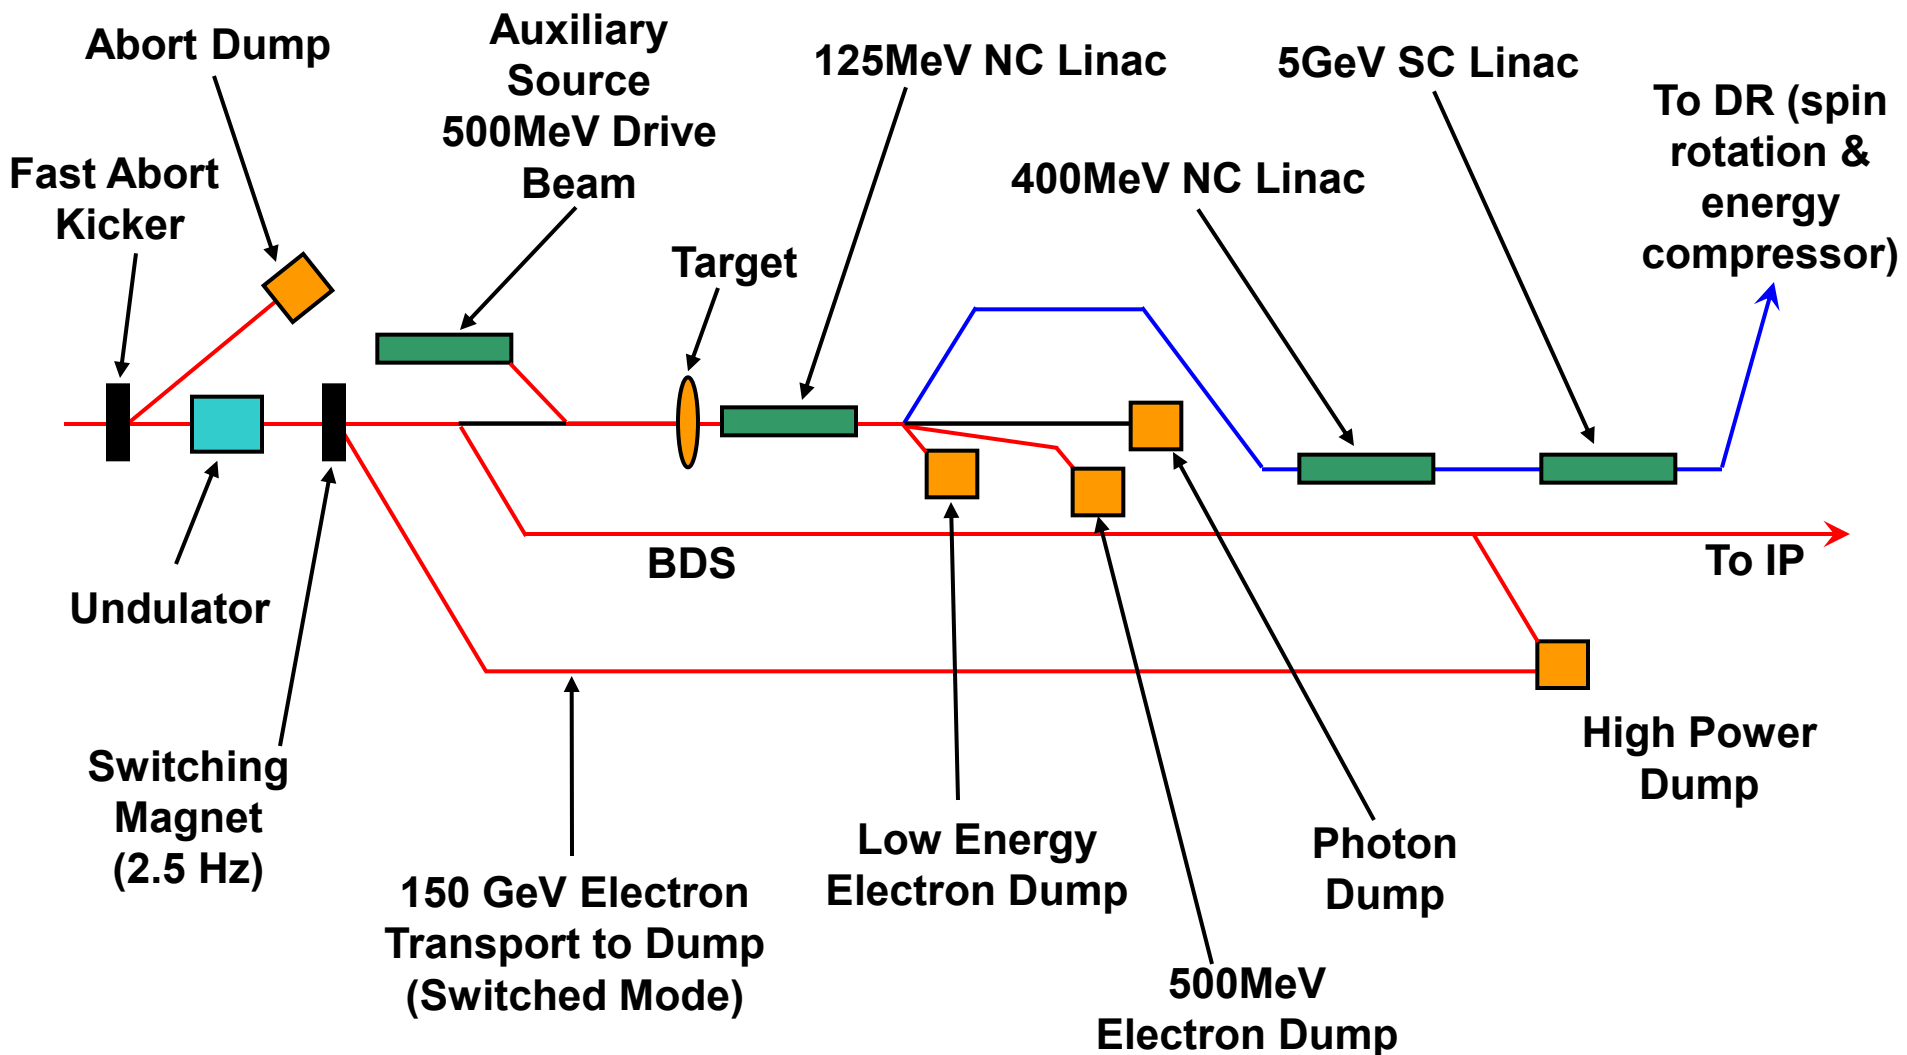 Abort Dump
Fast Abort
Kicker
Auxiliary
Source
500MeV Drive
Beam
125MeV NC Linac
5GeV SC Linac
To DR (spin
rotation &
energy
compressor)
400MeV NC Linac
Target
Undulator
BDS
To IP
Switching
Magnet
(2.5 Hz)
150 GeV Electron
Transport to Dump
(Switched Mode)
Low Energy
Electron Dump
500MeV
Electron Dump
Photon
Dump
High Power
Dump